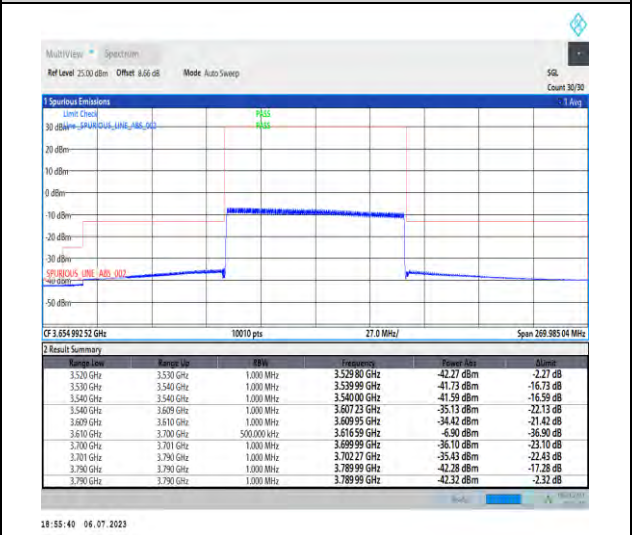 MultiView Spectrum
Ref Level 25.00 dBm Offset 8.66 dB Mode Auto Sweep SGL
Count 30/30
1 Spurious Emissions 1 Avg
Limit Check PASS
30 dBm Line _SPURIOUS_LINE_ABS_002 PASS
20 dBm
10 dBm
0 dBm
-10 dBm
-20 dBm
-30 dBm
SPURIOUS_LINE_ABS_002
-40 dBm
-50 dBm
CF 3.654 992 52 GHz 10010 pts 27.0 MHz/ Span 269.985 04 MHz
2 Result Summary
Range Low Range Up RBW Frequency Power Abs ΔLimit
3.520 GHz 3.530 GHz 1.000 MHz 3.529 80 GHz -42.27 dBm -2.27 dB
3.530 GHz 3.540 GHz 1.000 MHz 3.539 99 GHz -41.73 dBm -16.73 dB
3.540 GHz 3.540 GHz 1.000 MHz 3.540 00 GHz -41.59 dBm -16.59 dB
3.540 GHz 3.609 GHz 1.000 MHz 3.607 23 GHz -35.13 dBm -22.13 dB
3.609 GHz 3.610 GHz 1.000 MHz 3.609 95 GHz -34.42 dBm -21.42 dB
3.610 GHz 3.700 GHz 500.000 kHz 3.616 59 GHz -6.90 dBm -36.90 dB
3.700 GHz 3.701 GHz 1.000 MHz 3.699 99 GHz -36.10 dBm -23.10 dB
3.701 GHz 3.790 GHz 1.000 MHz 3.702 27 GHz -35.43 dBm -22.43 dB
3.790 GHz 3.790 GHz 1.000 MHz 3.789 99 GHz -42.28 dBm -17.28 dB
3.790 GHz 3.790 GHz 1.000 MHz 3.789 99 GHz -42.32 dBm -2.32 dB
18:55:40 06.07.2023